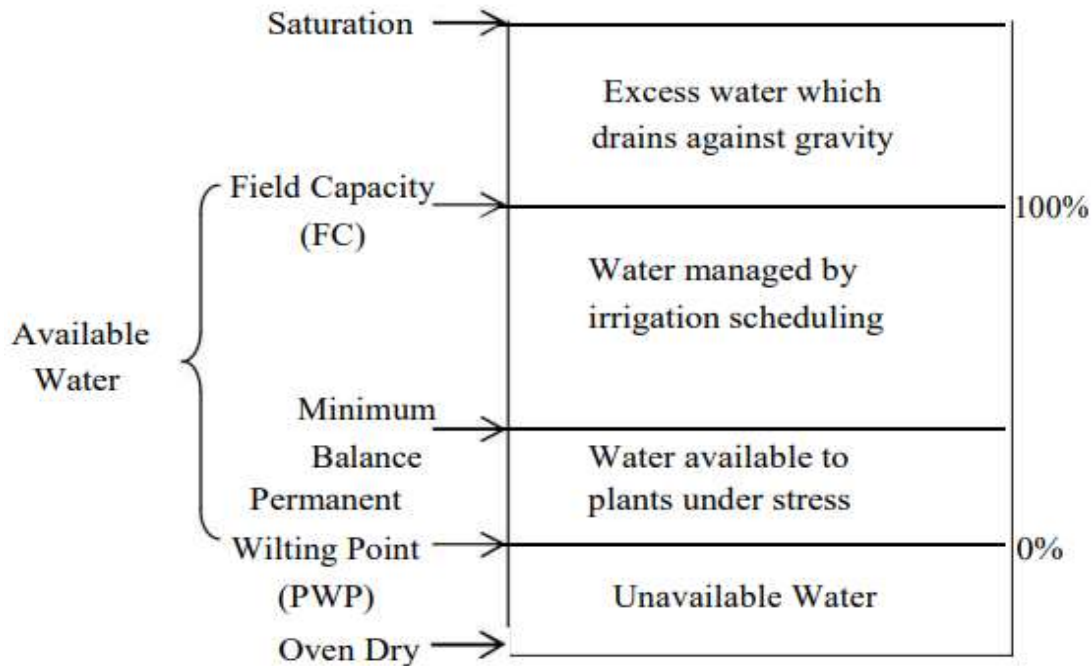 Saturation
Excess water which
drains against gravity
Field Capacity
(FC)
100%
Water managed by
irrigation scheduling
Available
Water
Minimum
Balance
Water available to
plants under stress
Permanent
Wilting Point
(PWP)
0%
Unavailable Water
Oven Dry